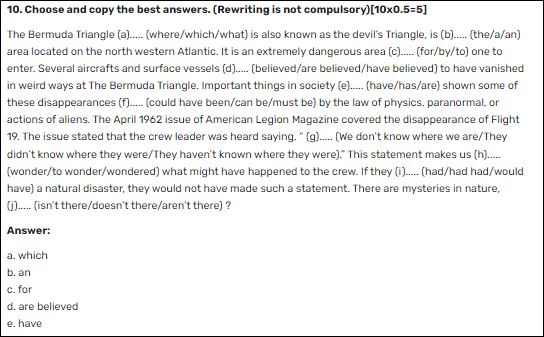 10. Choose and copy the best answers. (Rewriting is not compulsory)[10x0.5=5]
The Bermuda Triangle (a)..... (where/which/what) is also known as the devil's Triangle, is (b)..... (the/a/an)
area located on the north western Atlantic. It is an extremely dangerous area (c)..... (for/by/to) one to
enter. Several aircrafts and surface vessels (d)..... (believed/are believed/have believed) to have vanished
in weird ways at The Bermuda Triangle. Important things in society (e)..... (have/has/are) shown some of
these disappearances (f)..... (could have been/can be/must be) by the law of physics, paranormal, or
actions of aliens. The April 1962 issue of American Legion Magazine covered the disappearance of Flight
19. The issue stated that the crew leader was heard saying, “ (g)..... (We don't know where we are/They
didn't know where they were/They haven't known where they were).” This statement makes us (h).....
(wonder/to wonder/wondered) what might have happened to the crew. If they (i)..... (had/had had/would
have) a natural disaster, they would not have made such a statement. There are mysteries in nature,
(j)..... (isn't there/doesn't there/aren't there) ?
Answer:
a. which
b. an
c. for
d. are believed
e. have